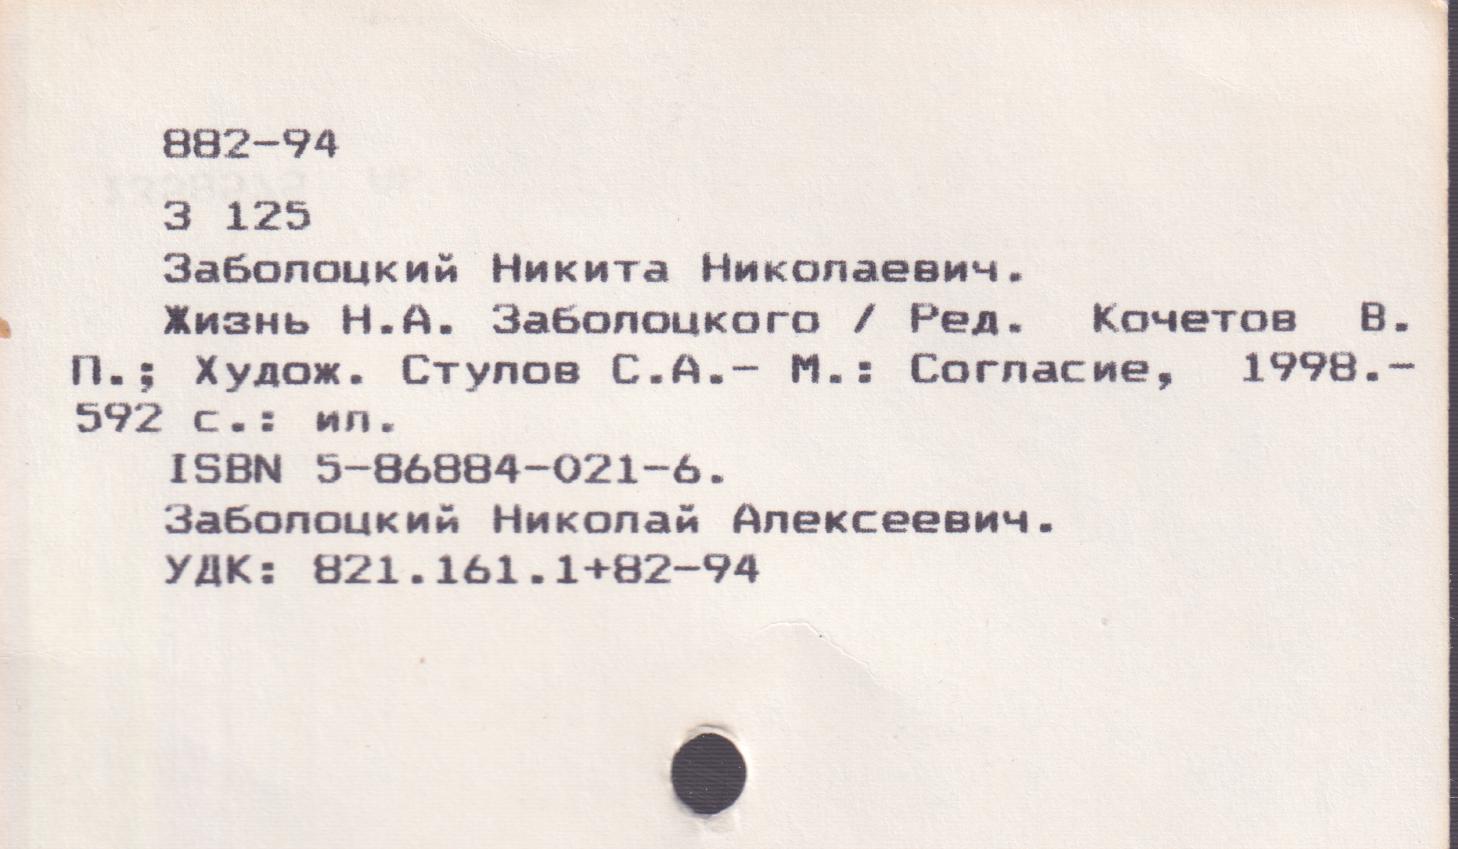 882-94
З 125
Заболоцкий Никита Николаевич.
Жизнь Н.А. Заболоцкого / Ред. Кочетов В.
П.; Худож. Стулов С.А.- М.: Согласие, 1998.-
592 с.: ил.
ISBN 5-86884-021-6.
Заболоцкий Николай Алексеевич.
УДК: 821.161.1+82-94